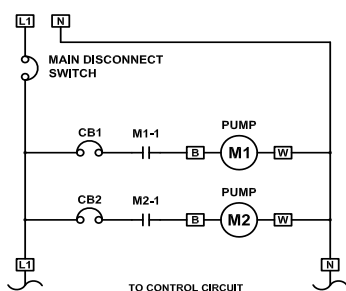 L1 N
MAIN DISCONNECT
SWITCH
CB1 M1-1 PUMP
B M1 W
CB2 M2-1 PUMP
B M2 W
L1 N
TO CONTROL CIRCUIT